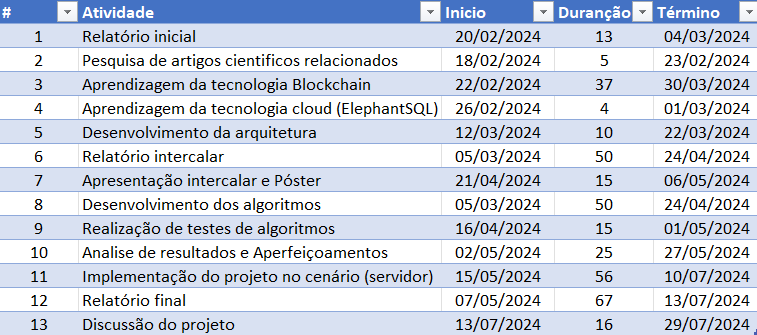 # Atividade Inicio Duranção Término
1 Relatório inicial 20/02/2024 13 04/03/2024
2 Pesquisa de artigos cientificos relacionados 18/02/2024 5 23/02/2024
3 Aprendizagem da tecnologia Blockchain 22/02/2024 37 30/03/2024
4 Aprendizagem da tecnologia cloud (ElephantSQL) 26/02/2024 4 01/03/2024
5 Desenvolvimento da arquitetura 12/03/2024 10 22/03/2024
6 Relatório intercalar 05/03/2024 50 24/04/2024
7 Apresentação intercalar e Póster 21/04/2024 15 06/05/2024
8 Desenvolvimento dos algoritmos 05/03/2024 50 24/04/2024
9 Realização de testes de algoritmos 16/04/2024 15 01/05/2024
10 Analise de resultados e Aperfeiçoamentos 02/05/2024 25 27/05/2024
11 Implementação do projeto no cenário (servidor) 15/05/2024 56 10/07/2024
12 Relatório final 07/05/2024 67 13/07/2024
13 Discussão do projeto 13/07/2024 16 29/07/2024